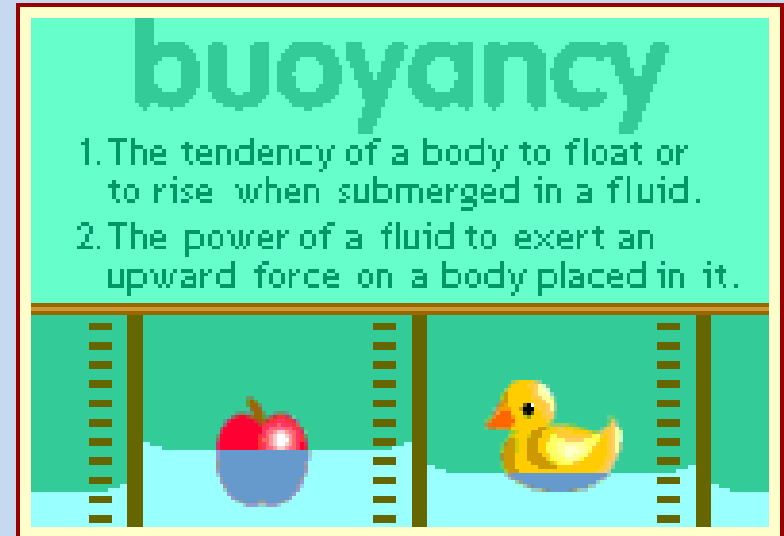 buoyancy
1. The tendency of a body to float or
to rise when submerged in a fluid.
2. The power of a fluid to exert an
upward force on a body placed in it.